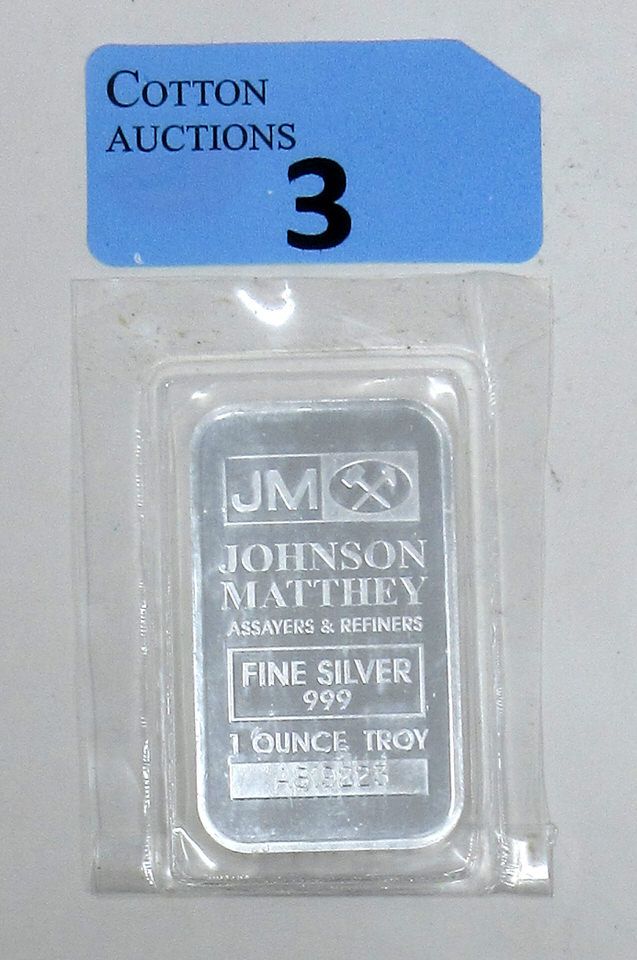 COTTON
AUCTIONS
3
JM
JOHNSON
MATTHEY
ASSAYERS & REFINERS
FINE SILVER
999
1 OUNCE TROY